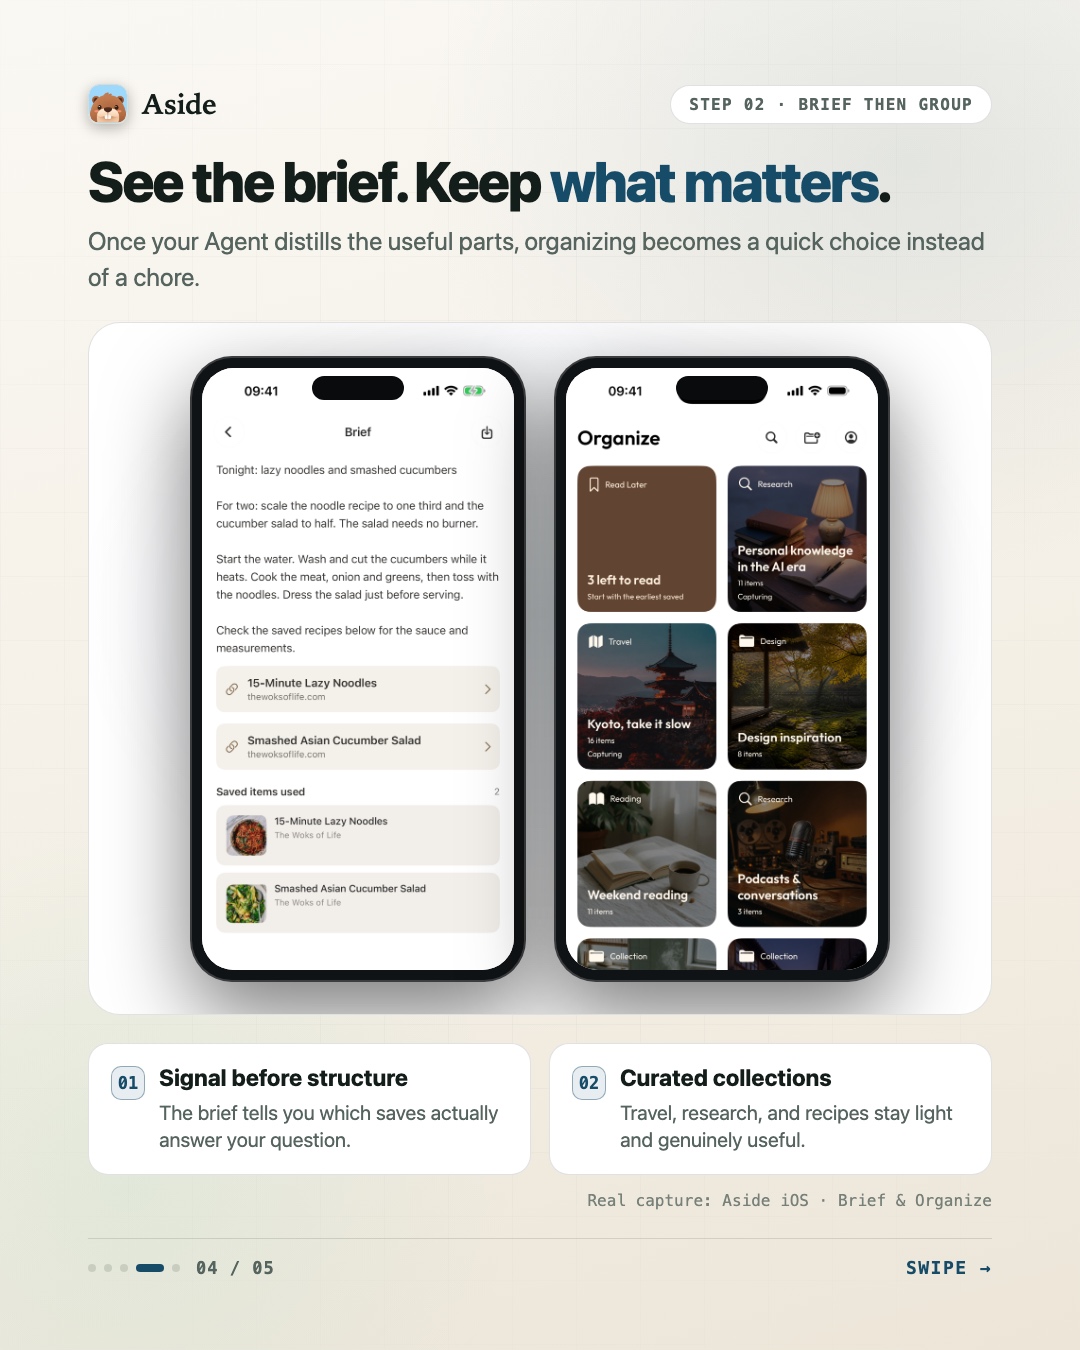 Aside
STEP 02 · BRIEF THEN GROUP
See the brief. Keep what matters.
Once your Agent distills the useful parts, organizing becomes a quick choice instead
of a chore.
09:41
Brief
Tonight: lazy noodles and smashed cucumbers
For two: scale the noodle recipe to one third and the
cucumber salad to half. The salad needs no burner.
Start the water. Wash and cut the cucumbers while it
heats. Cook the meat, onion and greens, then toss with
the noodles. Dress the salad just before serving.
Check the saved recipes below for the sauce and
measurements.
15-Minute Lazy Noodles
thewoksoflife.com
Smashed Asian Cucumber Salad
thewoksoflife.com
Saved items used 2
15-Minute Lazy Noodles
The Woks of Life
Smashed Asian Cucumber Salad
The Woks of Life
09:41
Organize
Read Later
3 left to read
Start with the earliest saved
Research
Personal knowledge
in the AI era
11 items
Capturing
Travel
Kyoto, take it slow
16 items
Capturing
Design
Design inspiration
8 items
Reading
Weekend reading
11 items
Research
Podcasts &
conversations
3 items
Collection
Collection
01
Signal before structure
The brief tells you which saves actually
answer your question.
02
Curated collections
Travel, research, and recipes stay light
and genuinely useful.
Real capture: Aside iOS · Brief & Organize
04 / 05
SWIPE →